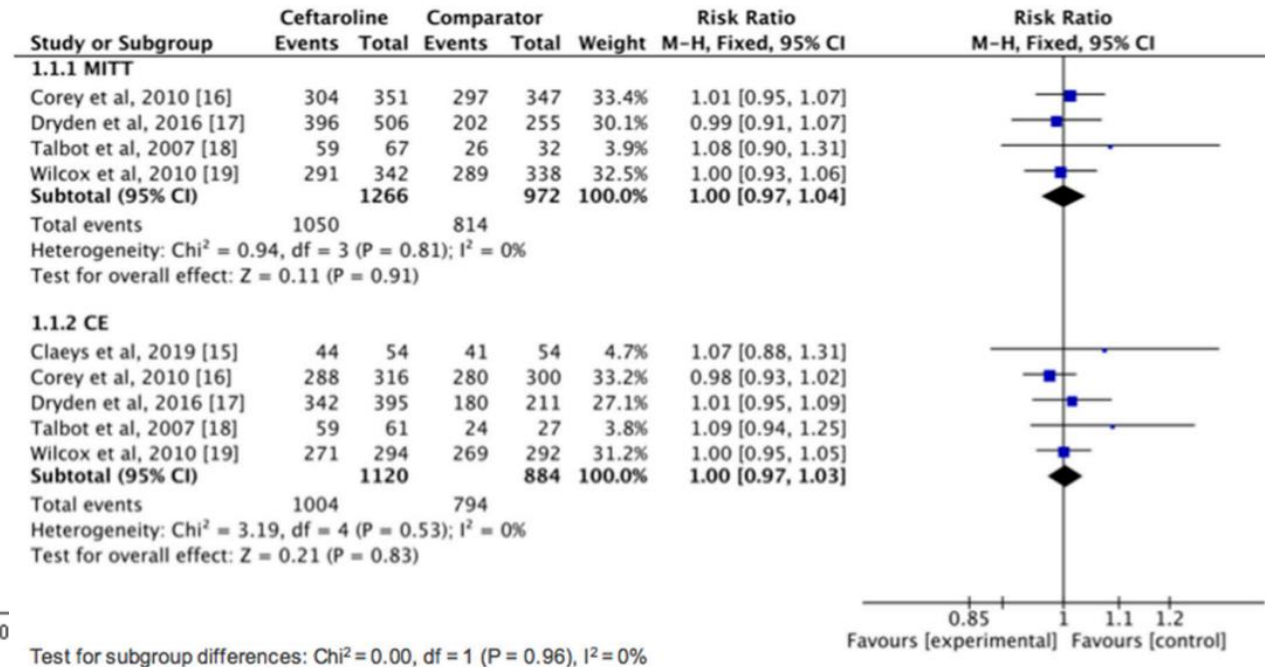 Ceftaroline Comparator Risk Ratio Risk Ratio
Study or Subgroup Events Total Events Total Weight M-H, Fixed, 95% CI M-H, Fixed, 95% CI
1.1.1 MITT
Corey et al, 2010 [16] 304 351 297 347 33.4% 1.01 [0.95, 1.07]
Dryden et al, 2016 [17] 396 506 202 255 30.1% 0.99 [0.91, 1.07]
Talbot et al, 2007 [18] 59 67 26 32 3.9% 1.08 [0.90, 1.31]
Wilcox et al, 2010 [19] 291 342 289 338 32.5% 1.00 [0.93, 1.06]
Subtotal (95% CI) 1266 972 100.0% 1.00 [0.97, 1.04]
Total events 1050 814
Heterogeneity: Chi² = 0.94, df = 3 (P = 0.81); I² = 0%
Test for overall effect: Z = 0.11 (P = 0.91)
1.1.2 CE
Claeys et al, 2019 [15] 44 54 41 54 4.7% 1.07 [0.88, 1.31]
Corey et al, 2010 [16] 288 316 280 300 33.2% 0.98 [0.93, 1.02]
Dryden et al, 2016 [17] 342 395 180 211 27.1% 1.01 [0.95, 1.09]
Talbot et al, 2007 [18] 59 61 24 27 3.8% 1.09 [0.94, 1.25]
Wilcox et al, 2010 [19] 271 294 269 292 31.2% 1.00 [0.95, 1.05]
Subtotal (95% CI) 1120 884 100.0% 1.00 [0.97, 1.03]
Total events 1004 794
Heterogeneity: Chi² = 3.19, df = 4 (P = 0.53); I² = 0%
Test for overall effect: Z = 0.21 (P = 0.83)
0.85 1 1.1 1.2
0
Favours [experimental] Favours [control]
Test for subgroup differences: Chi² = 0.00, df = 1 (P = 0.96), I² = 0%